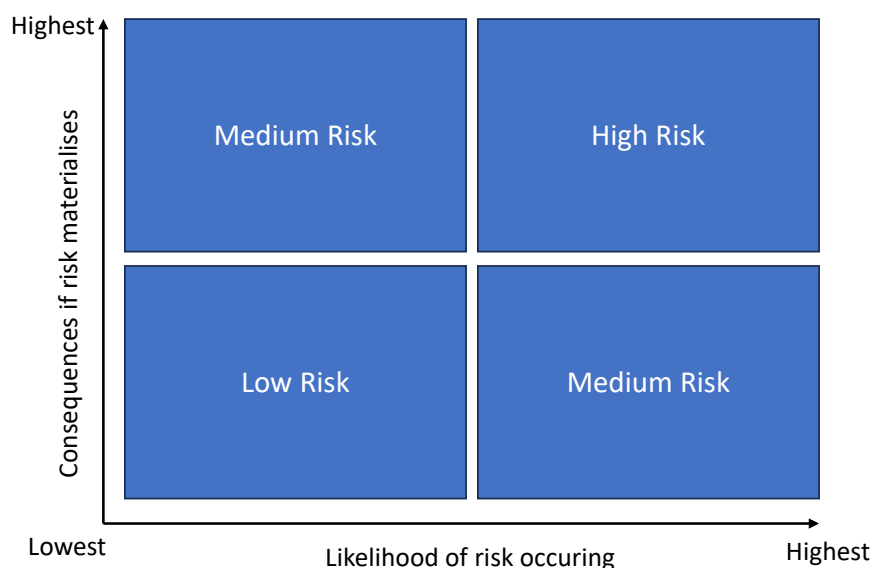 Highest
Consequences if risk materialises
Medium Risk
High Risk
Low Risk
Medium Risk
Lowest
Likelihood of risk occuring
Highest